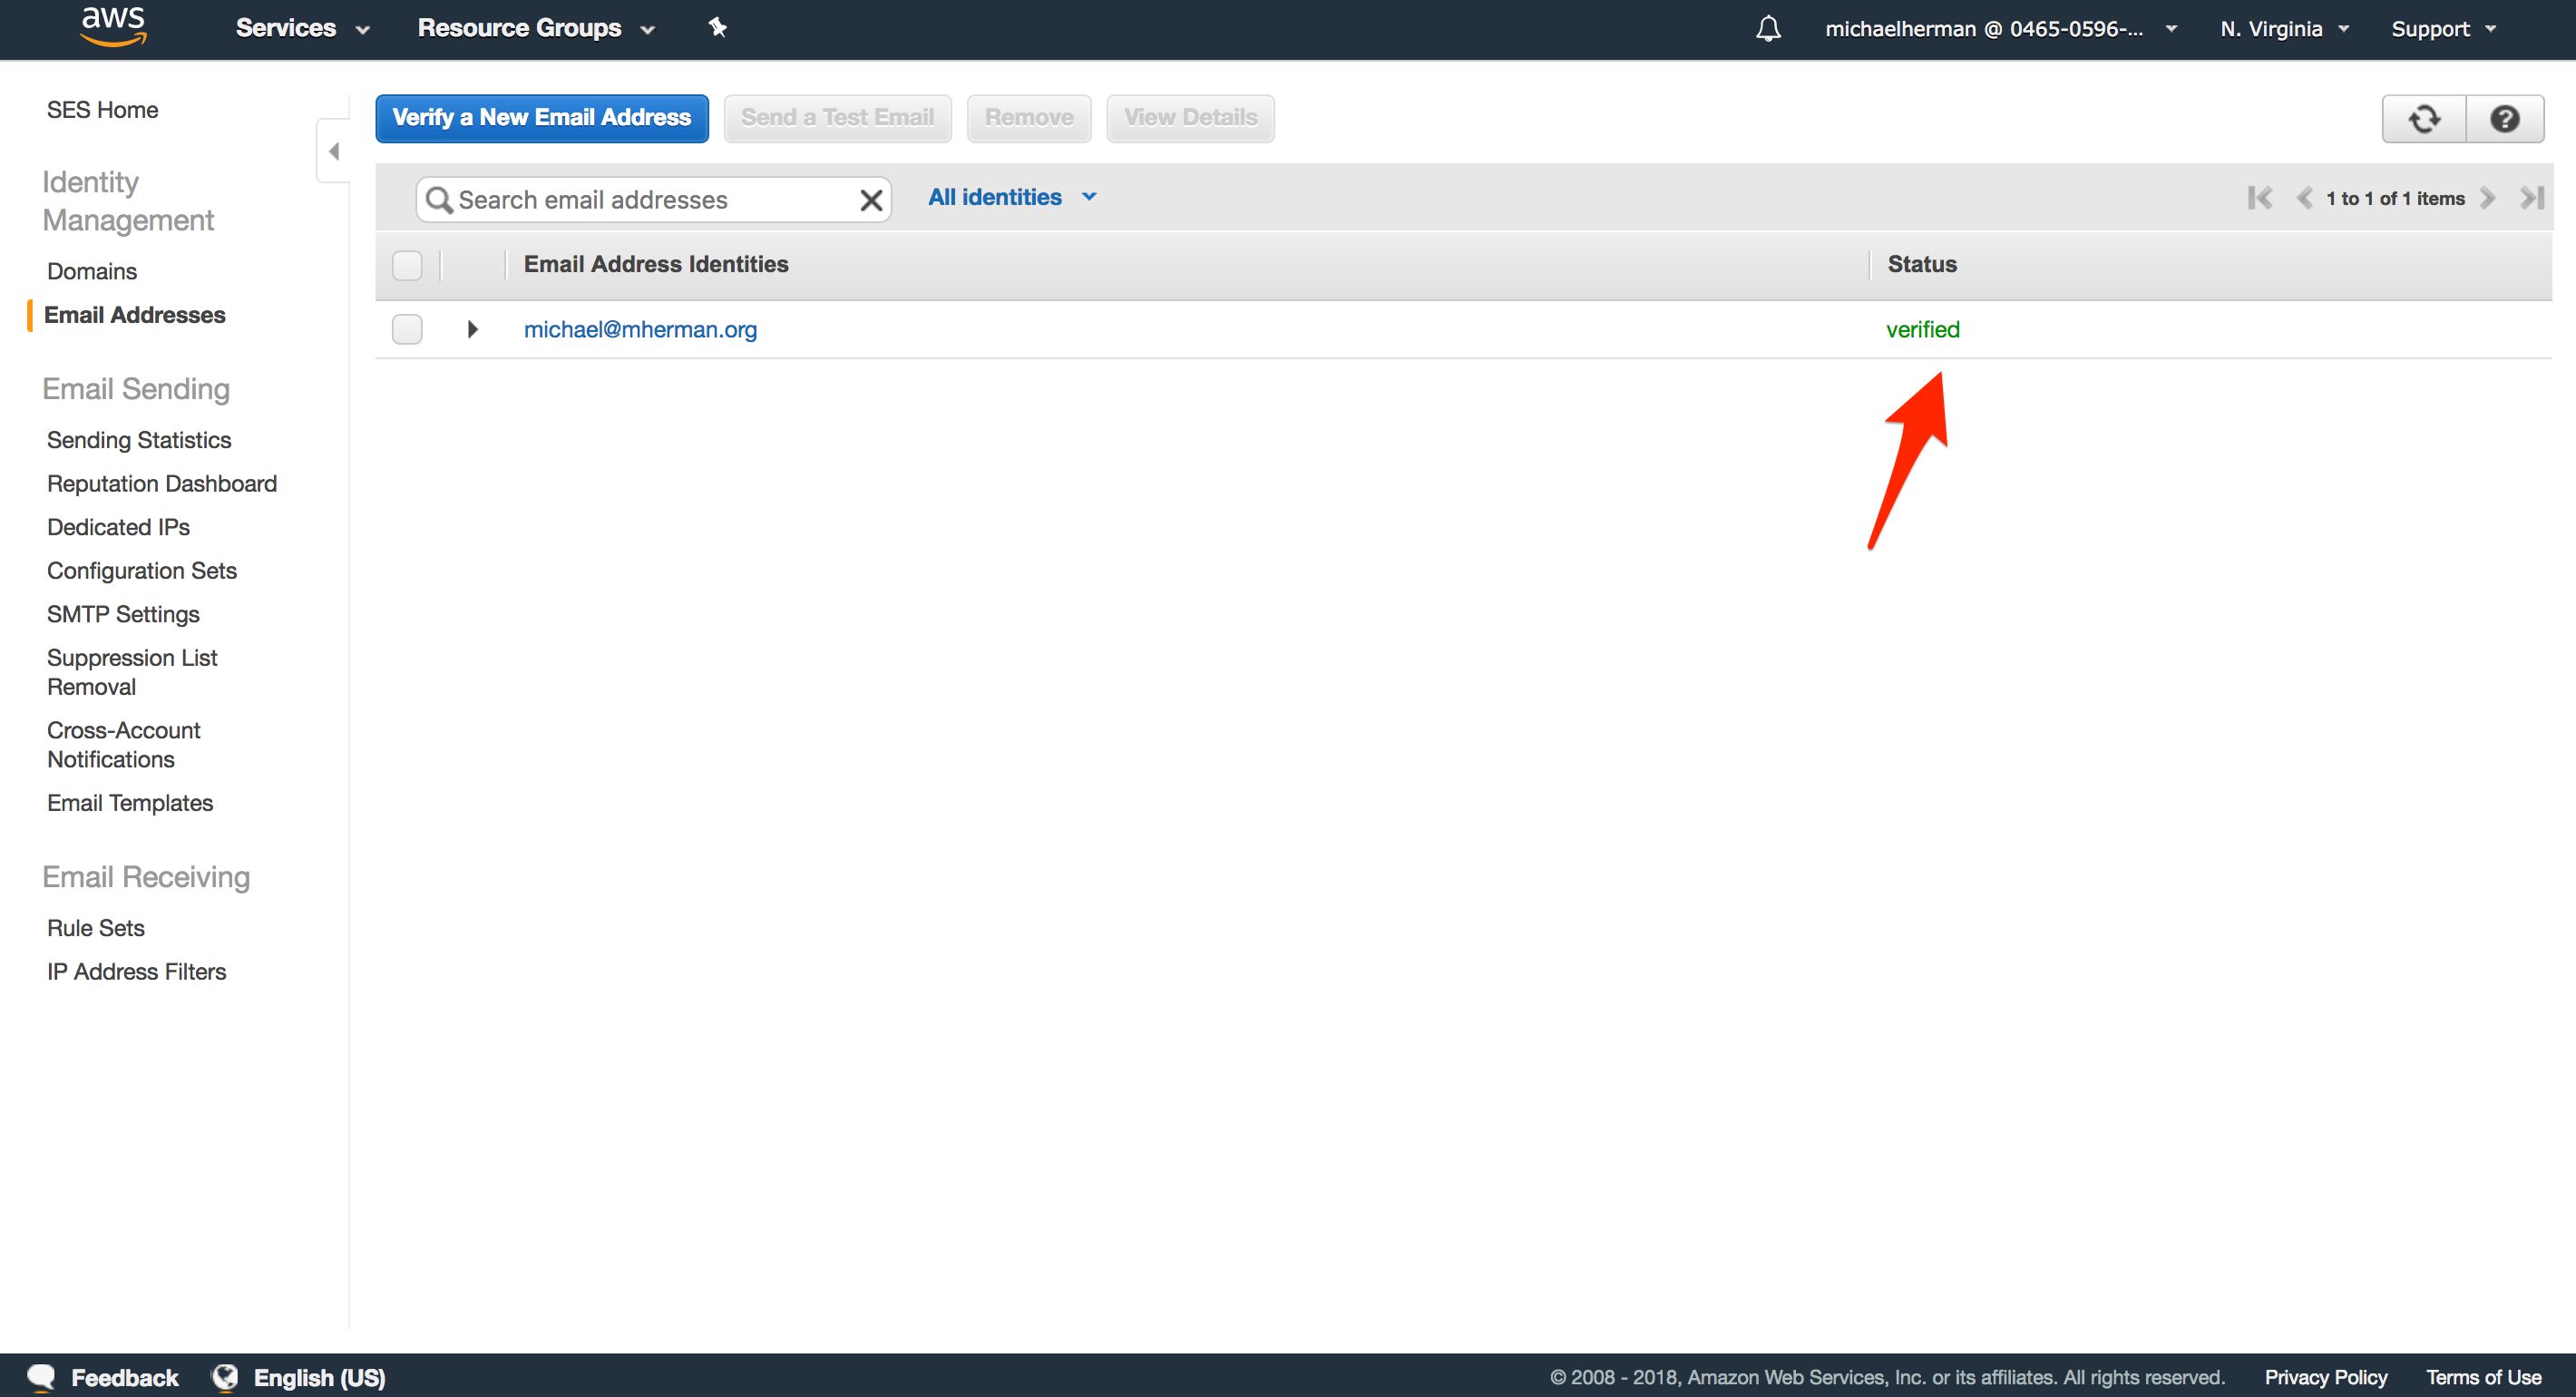 aws Services Resource Groups michaelherman @ 0465-0596-... N. Virginia Support
SES Home
Identity
Management
Domains
Email Addresses
Email Sending
Sending Statistics
Reputation Dashboard
Dedicated IPs
Configuration Sets
SMTP Settings
Suppression List
Removal
Cross-Account
Notifications
Email Templates
Email Receiving
Rule Sets
IP Address Filters
Verify a New Email Address Send a Test Email Remove View Details
Search email addresses All identities 1 to 1 of 1 items
Email Address Identities Status
michael@mherman.org verified
Feedback English (US) © 2008 - 2018, Amazon Web Services, Inc. or its affiliates. All rights reserved. Privacy Policy Terms of Use